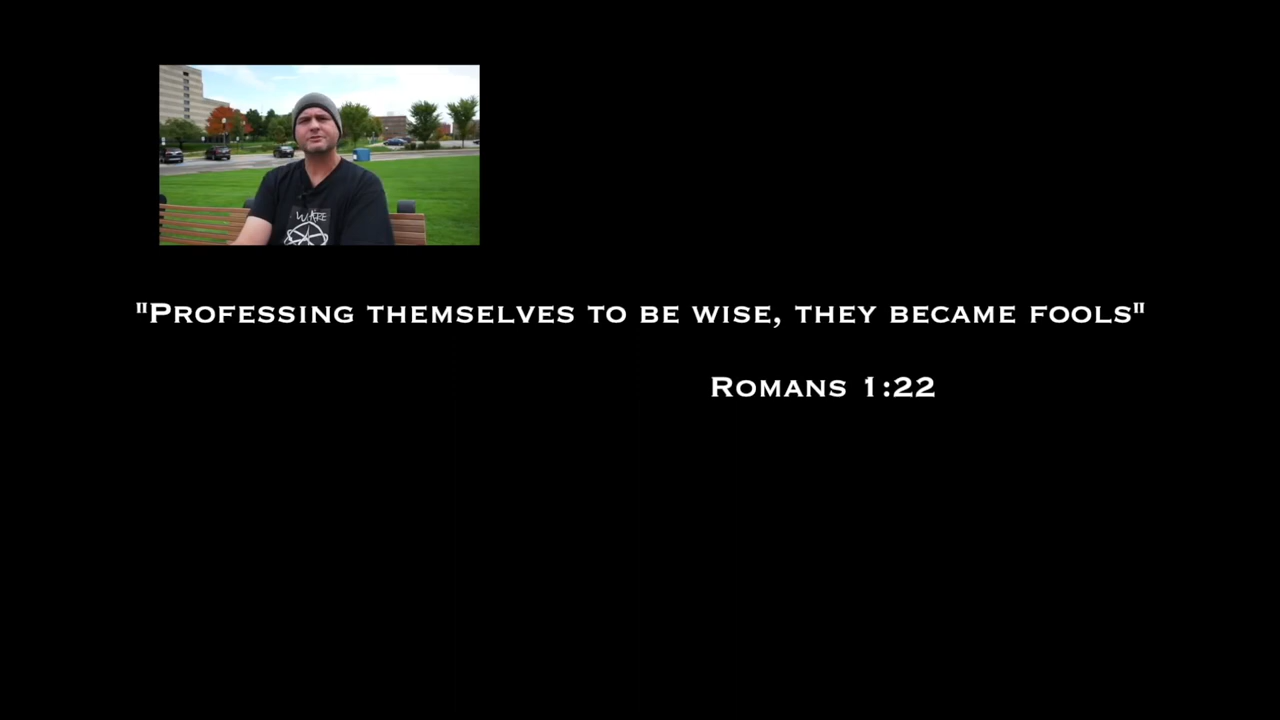 "Professing themselves to be wise, they became fools"
Romans 1:22